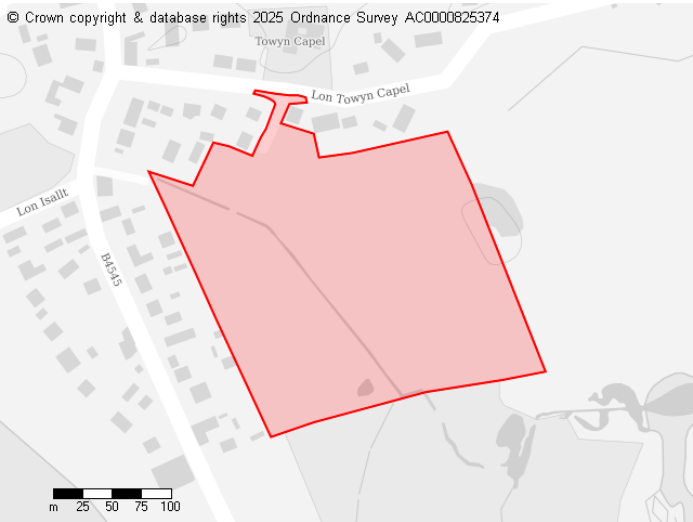 © Crown copyright & database rights 2025 Ordnance Survey AC0000825374
Towyn Capel
Lon Towyn Capel
Lon Isallt
B4545
m 25 50 75 100